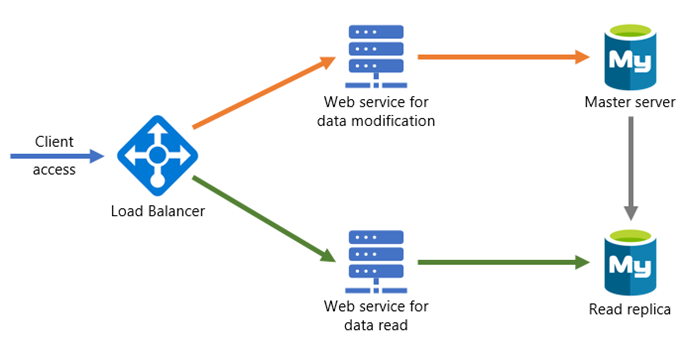 Client
access
Load Balancer
Web service for
data modification
My
Master server
Web service for
data read
My
Read replica